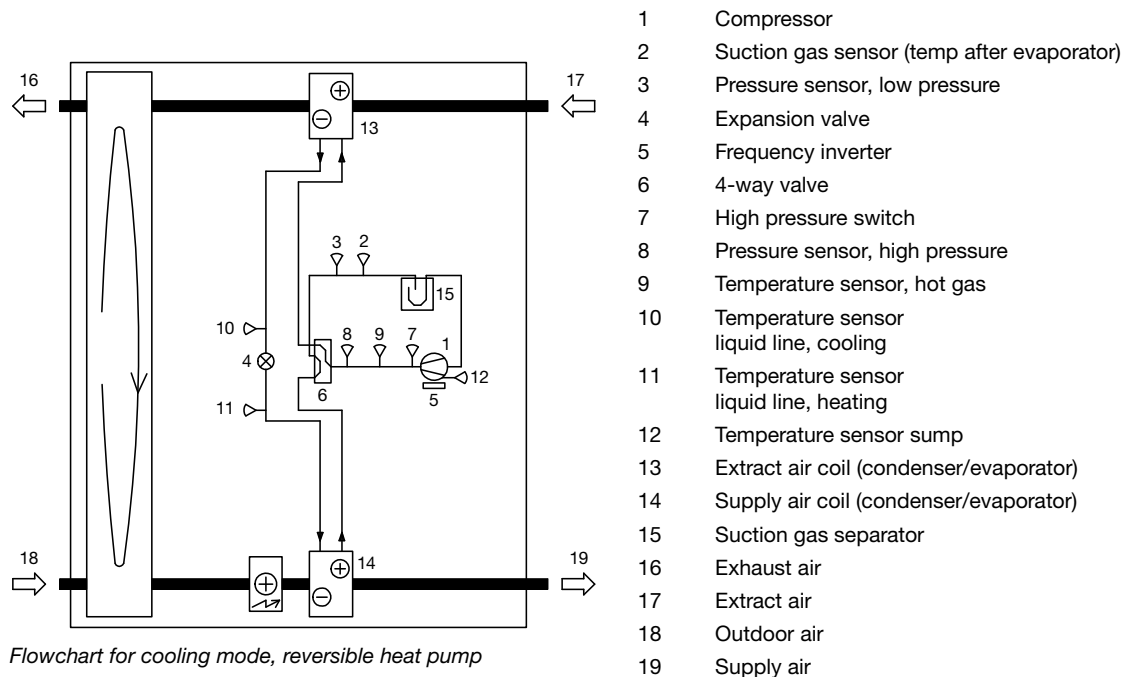 16
17
13
3 2
15
10
8 9 7 1
4
12
6
5
11
18
14
19
Flowchart for cooling mode, reversible heat pump
1 Compressor
2 Suction gas sensor (temp after evaporator)
3 Pressure sensor, low pressure
4 Expansion valve
5 Frequency inverter
6 4-way valve
7 High pressure switch
8 Pressure sensor, high pressure
9 Temperature sensor, hot gas
10 Temperature sensor
liquid line, cooling
11 Temperature sensor
liquid line, heating
12 Temperature sensor sump
13 Extract air coil (condenser/evaporator)
14 Supply air coil (condenser/evaporator)
15 Suction gas separator
16 Exhaust air
17 Extract air
18 Outdoor air
19 Supply air